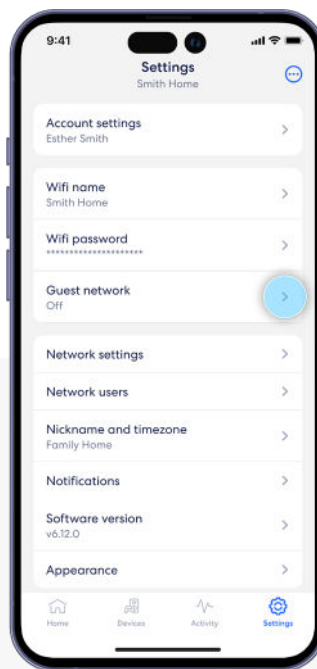 9:41
Settings
Smith Home
Account settings
Esther Smith
Wifi name
Smith Home
Wifi password
*********************
Guest network
Off
Network settings
Network users
Nickname and timezone
Family Home
Notifications
Software version
v6.12.0
Appearance
Home Devices Activity Settings